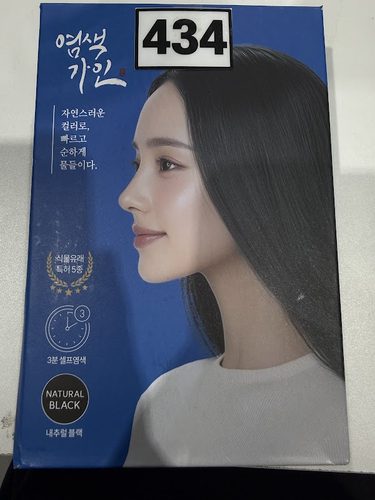 434
염색
가인
자연스러운
컬러로,
빠르고
순하게
물들이다.
식물유래
특허 5종
3
3분 셀프염색
NATURAL
BLACK
내추럴 블랙